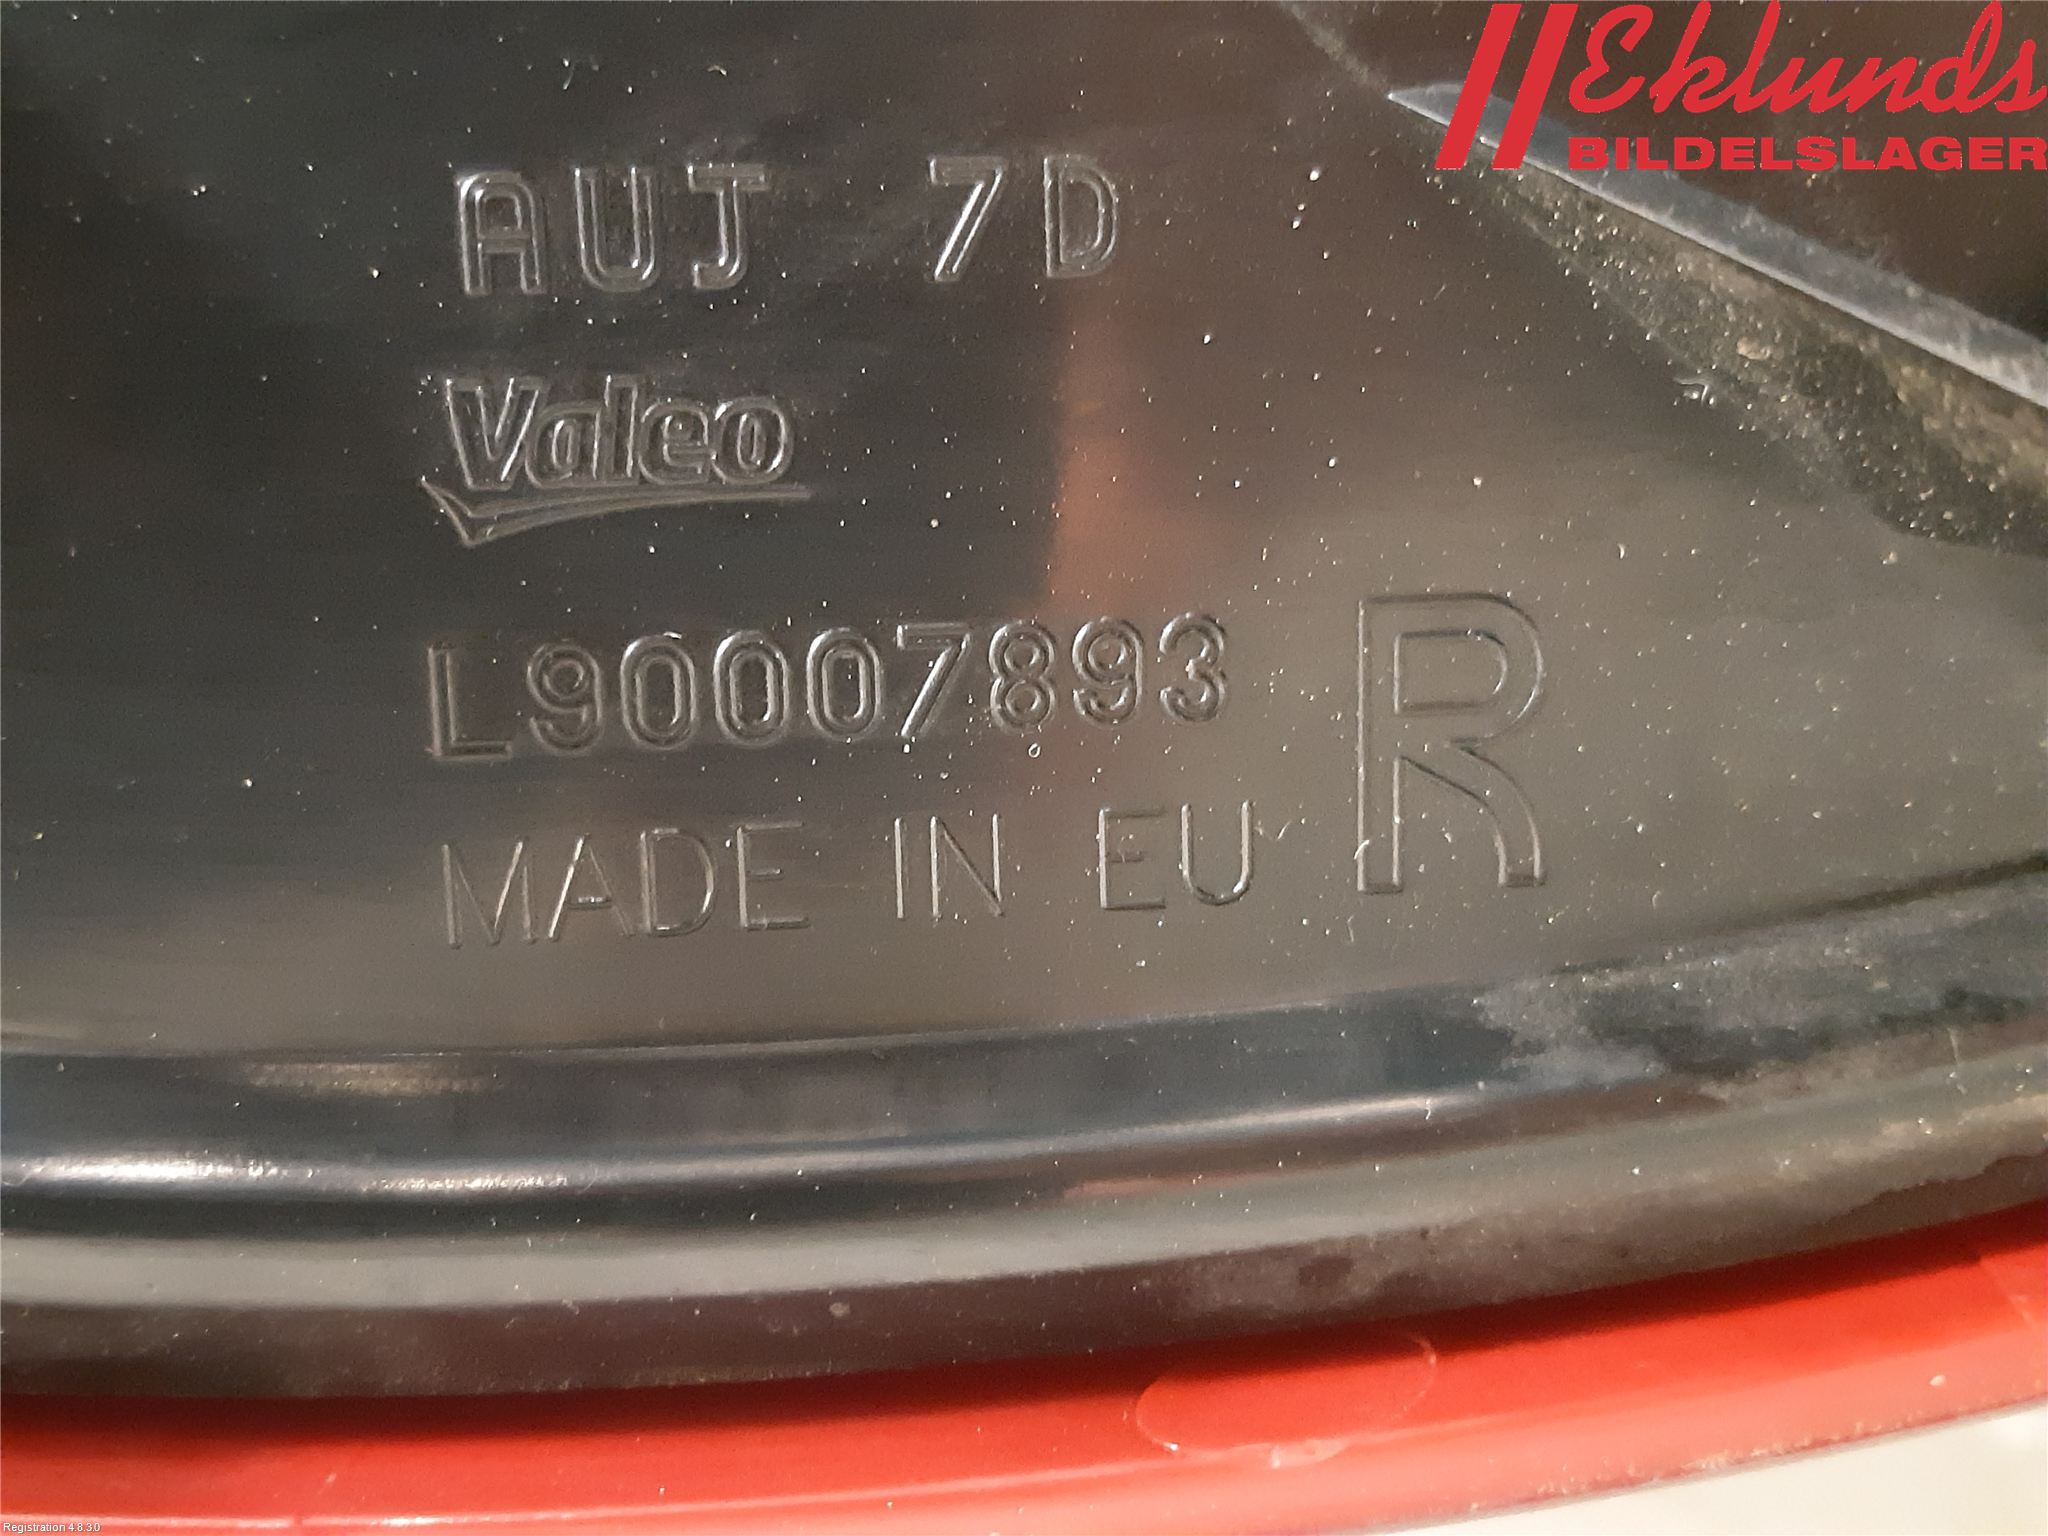 Eklunds
BILDELSLAGER
AUJ 7D
Valeo
L90007893
R
MADE IN EU
Registration 4.8.3.0